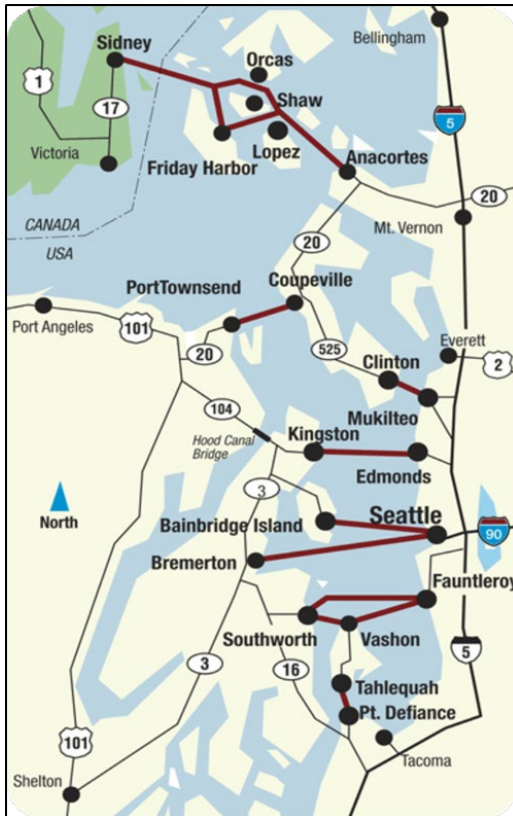 Sidney
Orcas
Bellingham
1
Shaw
17
5
Victoria
Friday Harbor
Lopez
Anacortes
20
CANADA
USA
20
Mt. Vernon
PortTownsend
Coupeville
Port Angeles
101
20
525
Everett
2
Clinton
104
Mukilteo
Hood Canal
Bridge
Kingston
Edmonds
3
North
Bainbridge Island
Seattle
90
Bremerton
Fauntleroy
Southworth
Vashon
5
3
16
Tahlequah
Pt. Defiance
101
Tacoma
Shelton